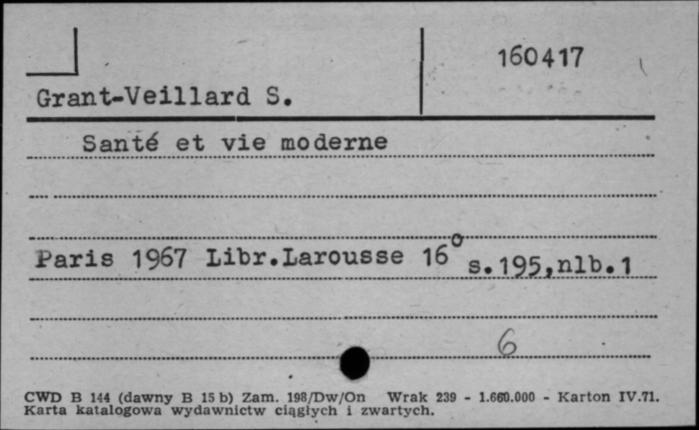 160417
Grant-Veillard S.
Santé et vie moderne
Paris 1967 Libr.Larousse 16° s.195,nlb.1
6
CWD B 144 (dawny B 15 b) Zam. 198/Dw/On Wrak 239 - 1.660.000 - Karton IV.71.
Karta katalogowa wydawnictw ciągłych i zwartych.